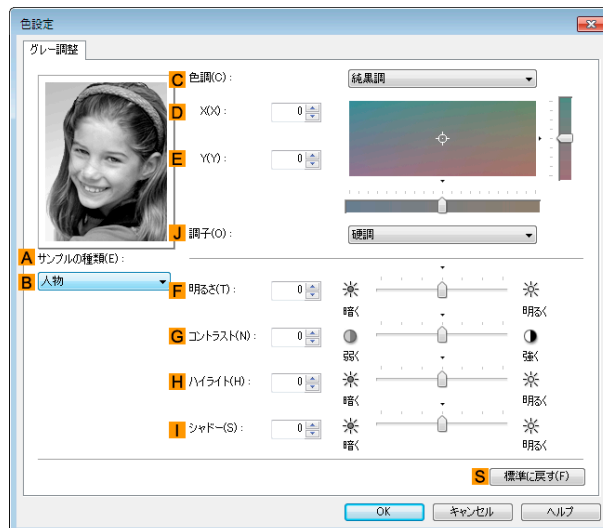 色設定
グレー調整
C 色調(C)： 純黒調
D X(X)： 0
E Y(Y)： 0
J 調子(O)： 硬調
A サンプルの種類(E)：
B 人物
F 明るさ(T)： 0 暗く 明るく
G コントラスト(N)： 0 弱く 強く
H ハイライト(H)： 0 暗く 明るく
I シャドー(S)： 0 暗く 明るく
S 標準に戻す(F)
OK キャンセル ヘルプ